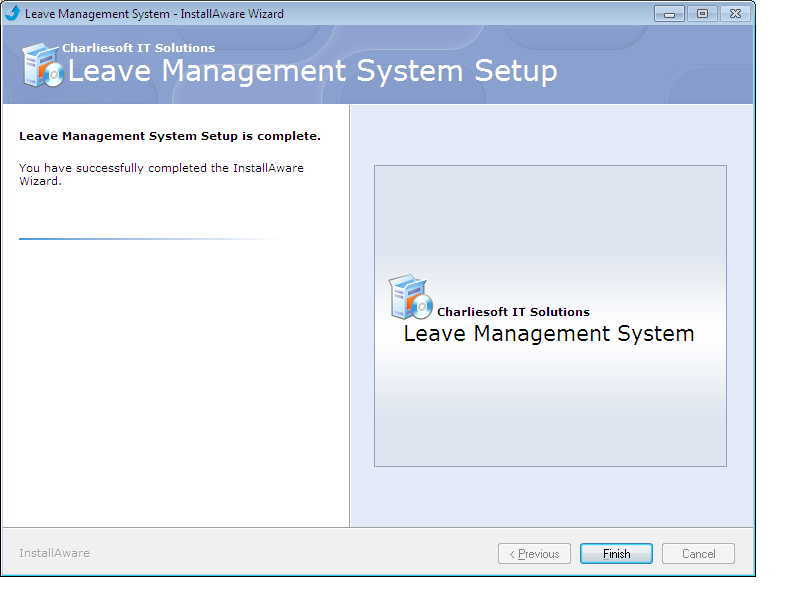 Leave Management System - InstallAware Wizard
Charliesoft IT Solutions
Leave Management System Setup
Leave Management System Setup is complete.
You have successfully completed the InstallAware
Wizard.
Charliesoft IT Solutions
Leave Management System
InstallAware
< Previous
Finish
Cancel